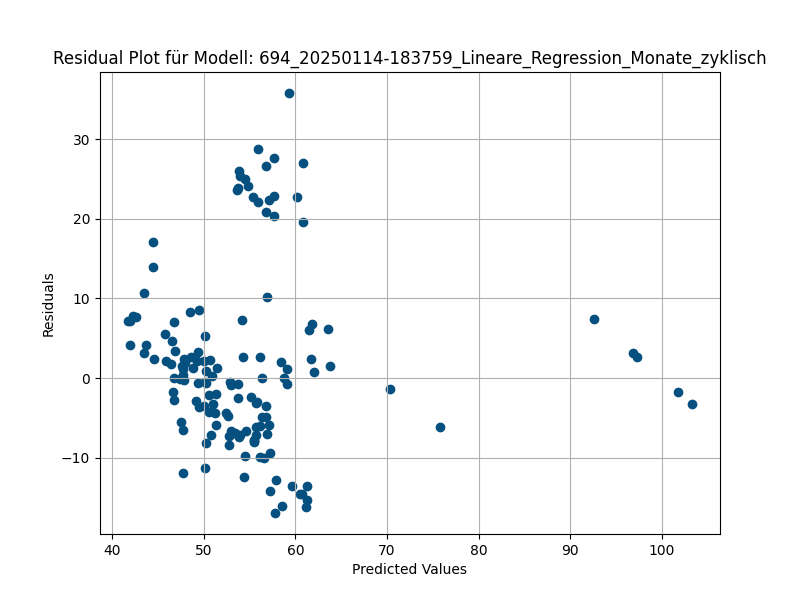 Residual Plot für Modell: 694_20250114-183759_Lineare_Regression_Monate_zyklisch
Residuals
30
20
10
0
−10
40 50 60 70 80 90 100
Predicted Values